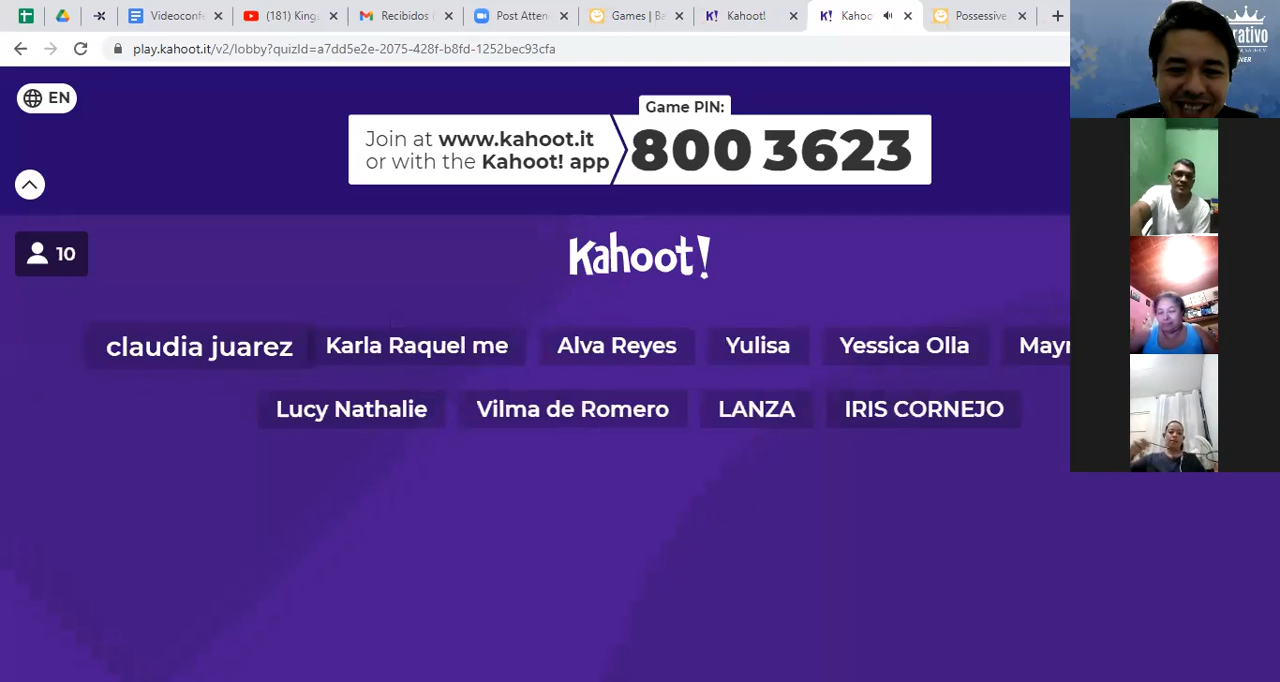 Videoconf
(181) King
Recibidos
Post Atten
Games | Ba
Kahoot!
Kahoo
Possessive
play.kahoot.it/v2/lobby?quizId=a7dd5e2e-2075-428f-b8fd-1252bec93cfa
EN
Game PIN:
Join at www.kahoot.it
or with the Kahoot! app
800 3623
10
Kahoot!
claudia juarez Karla Raquel me Alva Reyes Yulisa Yessica Olla Mayr
Lucy Nathalie Vilma de Romero LANZA IRIS CORNEJO